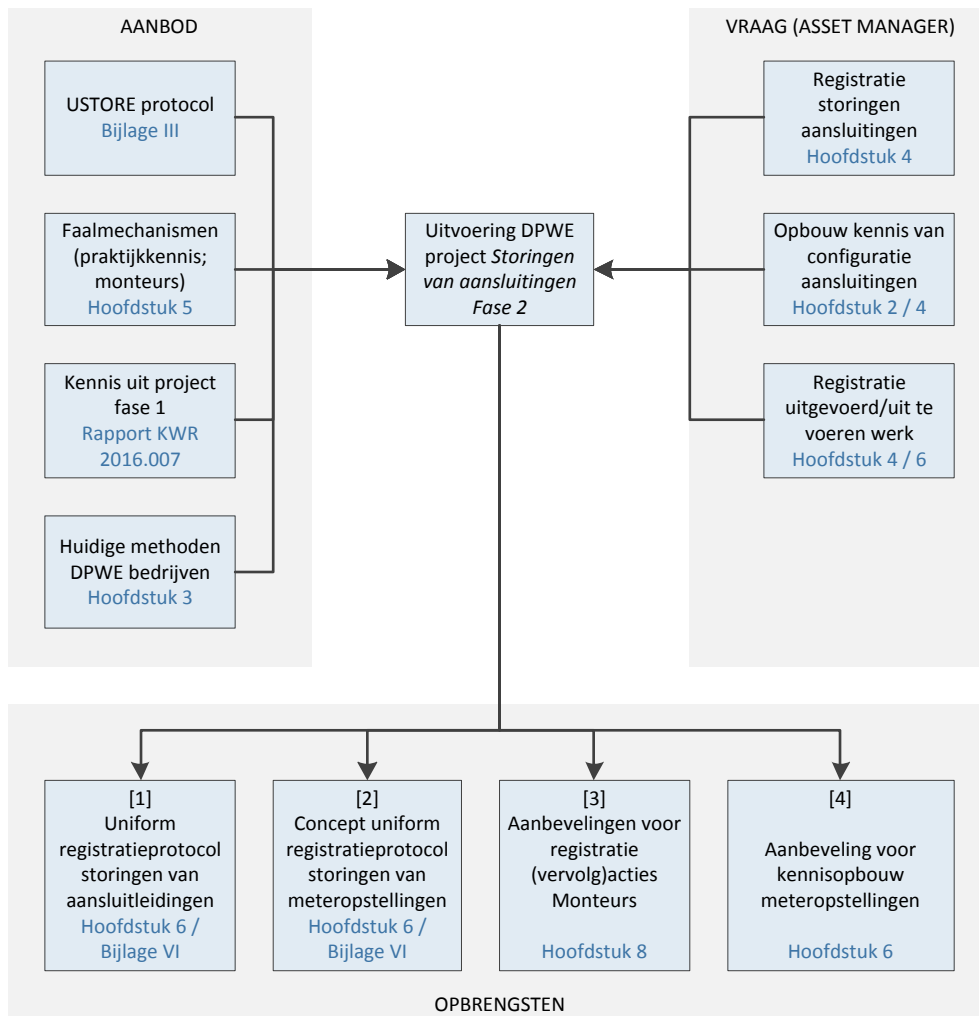 AANBOD
USTORE protocol
Bijlage III
Faalmechanismen
(praktijkkennis;
monteurs)
Hoofdstuk 5
Kennis uit project
fase 1
Rapport KWR
2016.007
Huidige methoden
DPWE bedrijven
Hoofdstuk 3
Uitvoering DPWE
project Storingen
van aansluitingen
Fase 2
VRAAG (ASSET MANAGER)
Registratie
storingen
aansluitingen
Hoofdstuk 4
Opbouw kennis van
configuratie
aansluitingen
Hoofdstuk 2 / 4
Registratie
uitgevoerd/uit te
voeren werk
Hoofdstuk 4 / 6
[1]
Uniform
registratieprotocol
storingen van
aansluitleidingen
Hoofdstuk 6 /
Bijlage VI
[2]
Concept uniform
registratieprotocol
storingen van
meteropstellingen
Hoofdstuk 6 /
Bijlage VI
[3]
Aanbevelingen voor
registratie
(vervolg)acties
Monteurs
Hoofdstuk 8
[4]
Aanbeveling voor
kennisopbouw
meteropstellingen
Hoofdstuk 6
OPBRENGSTEN